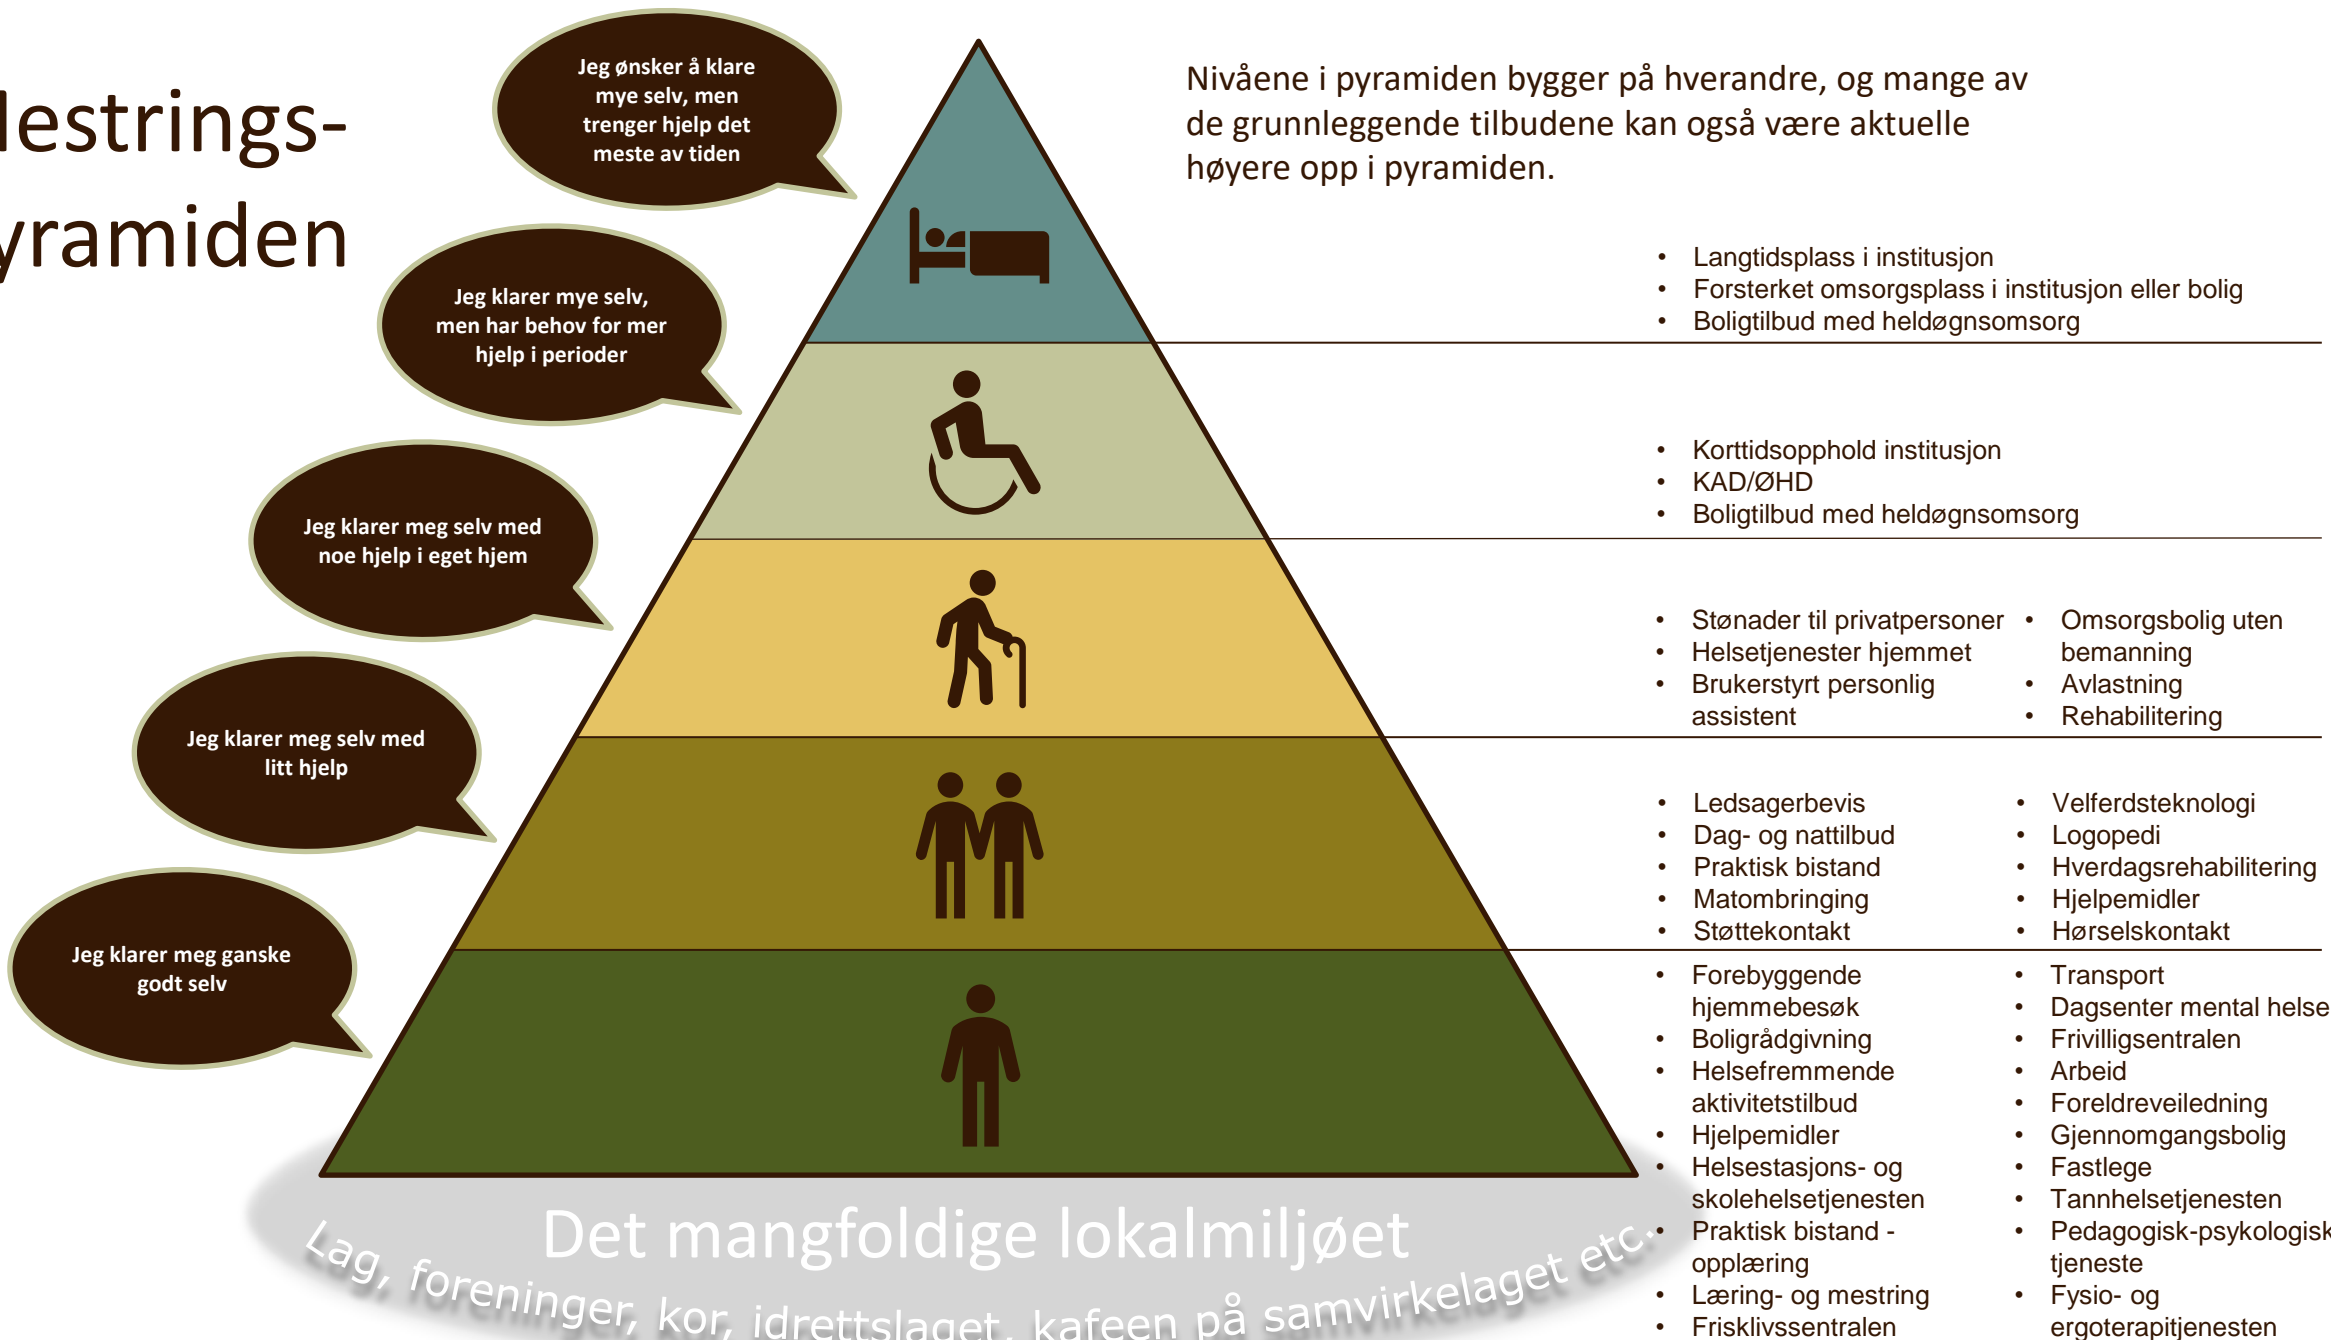 lestrings-
yramiden
Nivåene i pyramiden bygger på hverandre, og mange av
de grunnleggende tilbudene kan også være aktuelle
høyere opp i pyramiden.
Jeg ønsker å klare
mye selv, men
trenger hjelp det
meste av tiden
• Langtidsplass i institusjon
• Forsterket omsorgsplass i institusjon eller bolig
• Boligtilbud med heldøgnsomsorg
Jeg klarer mye selv,
men har behov for mer
hjelp i perioder
• Korttidsopphold institusjon
• KAD/ØHD
• Boligtilbud med heldøgnsomsorg
Jeg klarer meg selv med
noe hjelp i eget hjem
• Stønader til privatpersoner
• Helsetjenester hjemmet
• Brukerstyrt personlig
assistent
• Omsorgsbolig uten
bemanning
• Avlastning
• Rehabilitering
Jeg klarer meg selv med
litt hjelp
• Ledsagerbevis
• Dag- og nattilbud
• Praktisk bistand
• Matombringing
• Støttekontakt
• Velferdsteknologi
• Logopedi
• Hverdagsrehabilitering
• Hjelpemidler
• Hørselskontakt
Jeg klarer meg ganske
godt selv
• Forebyggende
hjemmebesøk
• Boligrådgivning
• Helsefremmende
aktivitetstilbud
• Hjelpemidler
• Helsestasjons- og
skolehelsetjenesten
• Praktisk bistand -
opplæring
• Læring- og mestring
• Frisklivssentralen
• Transport
• Dagsenter mental helse
• Frivilligsentralen
• Arbeid
• Foreldreveiledning
• Gjennomgangsbolig
• Fastlege
• Tannhelsetjenesten
• Pedagogisk-psykologisk
tjeneste
• Fysio- og
ergoterapitjenesten
Det mangfoldige lokalmiljøet
Lag, foreninger, kor, idrettslaget, kafeen på samvirkelaget etc.